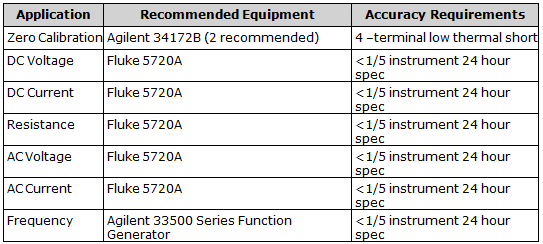 Application Recommended Equipment Accuracy Requirements
Zero Calibration Agilent 34172B (2 recommended) 4 –terminal low thermal short
DC Voltage Fluke 5720A <1/5 instrument 24 hour
spec
DC Current Fluke 5720A <1/5 instrument 24 hour
spec
Resistance Fluke 5720A <1/5 instrument 24 hour
spec
AC Voltage Fluke 5720A <1/5 instrument 24 hour
spec
AC Current Fluke 5720A <1/5 instrument 24 hour
spec
Frequency Agilent 33500 Series Function <1/5 instrument 24 hour
Generator spec